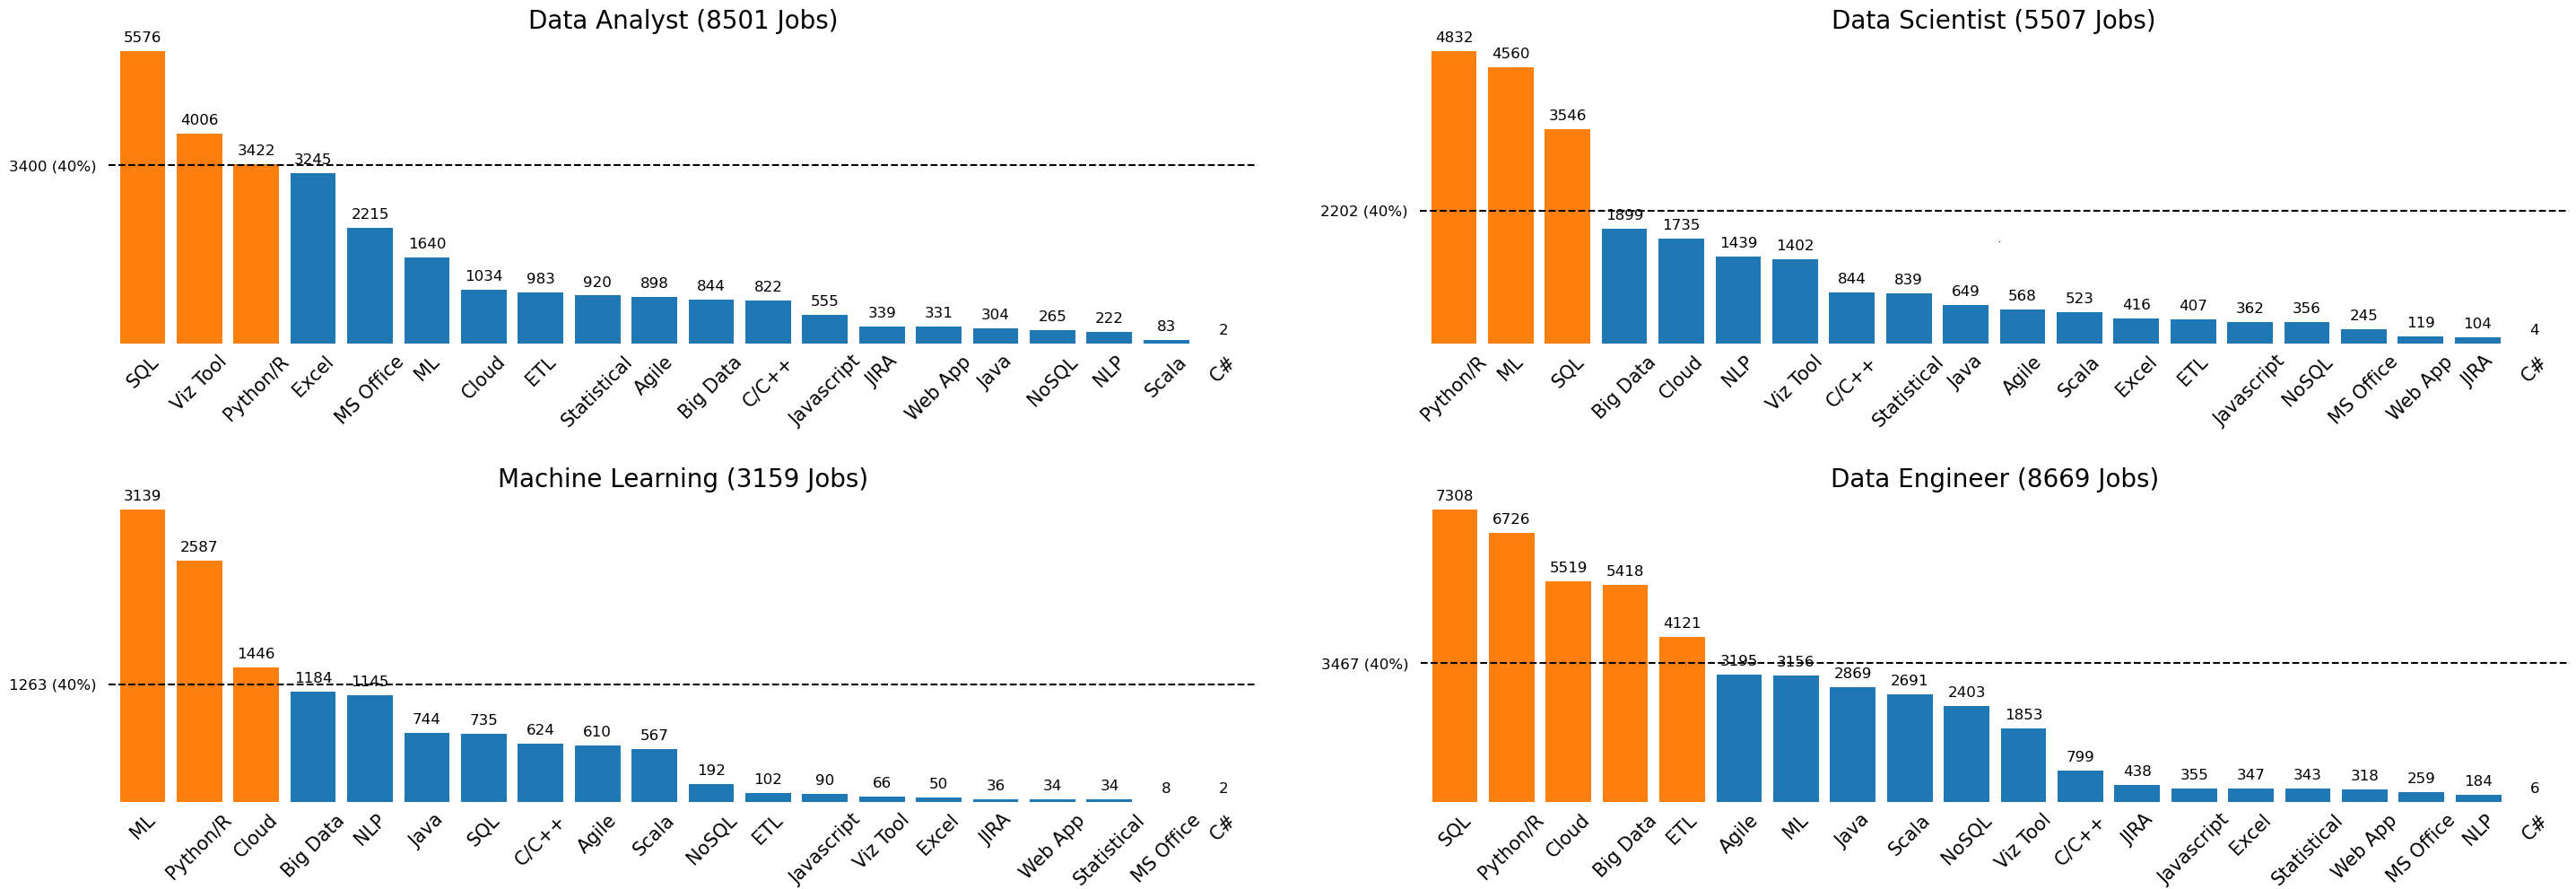 Data Analyst (8501 Jobs)
5576
4006
3422
3245
2215
1640
1034
983
920
898
844
822
555
339
331
304
265
222
83
2
3400 (40%)
SQL
Viz Tool
Python/R
Excel
MS Office
ML
Cloud
ETL
Statistical
Agile
Big Data
C/C++
Javascript
JIRA
Web App
Java
NoSQL
NLP
Scala
C#
Data Scientist (5507 Jobs)
4832
4560
3546
1899
1735
1439
1402
844
839
649
568
523
416
407
362
356
245
119
104
4
2202 (40%)
Python/R
ML
SQL
Big Data
Cloud
NLP
Viz Tool
C/C++
Statistical
Java
Agile
Scala
Excel
ETL
Javascript
NoSQL
MS Office
Web App
JIRA
C#
Machine Learning (3159 Jobs)
3139
2587
1446
1184
1145
744
735
624
610
567
192
102
90
66
50
36
34
34
8
2
1263 (40%)
ML
Python/R
Cloud
Big Data
NLP
Java
SQL
C/C++
Agile
Scala
NoSQL
ETL
Javascript
Viz Tool
Excel
JIRA
Web App
Statistical
MS Office
C#
Data Engineer (8669 Jobs)
7308
6726
5519
5418
4121
3195
3156
2869
2691
2403
1853
799
438
355
347
343
318
259
184
6
3467 (40%)
SQL
Python/R
Cloud
Big Data
ETL
Agile
ML
Java
Scala
NoSQL
Viz Tool
C/C++
JIRA
Javascript
Excel
Statistical
Web App
MS Office
NLP
C#